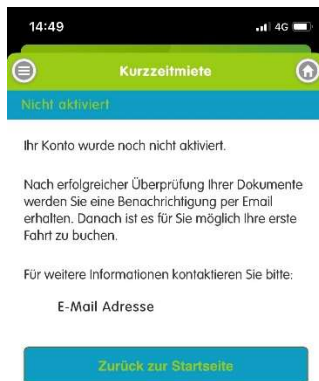 14:49
4G
Kurzzeitmiete
Nicht aktiviert
Ihr Konto wurde noch nicht aktiviert.
Nach erfolgreicher Überprüfung Ihrer Dokumente
werden Sie eine Benachrichtigung per Email
erhalten. Danach ist es für Sie möglich Ihre erste
Fahrt zu buchen.
Für weitere Informationen kontaktieren Sie bitte:
E-Mail Adresse
Zurück zur Startseite